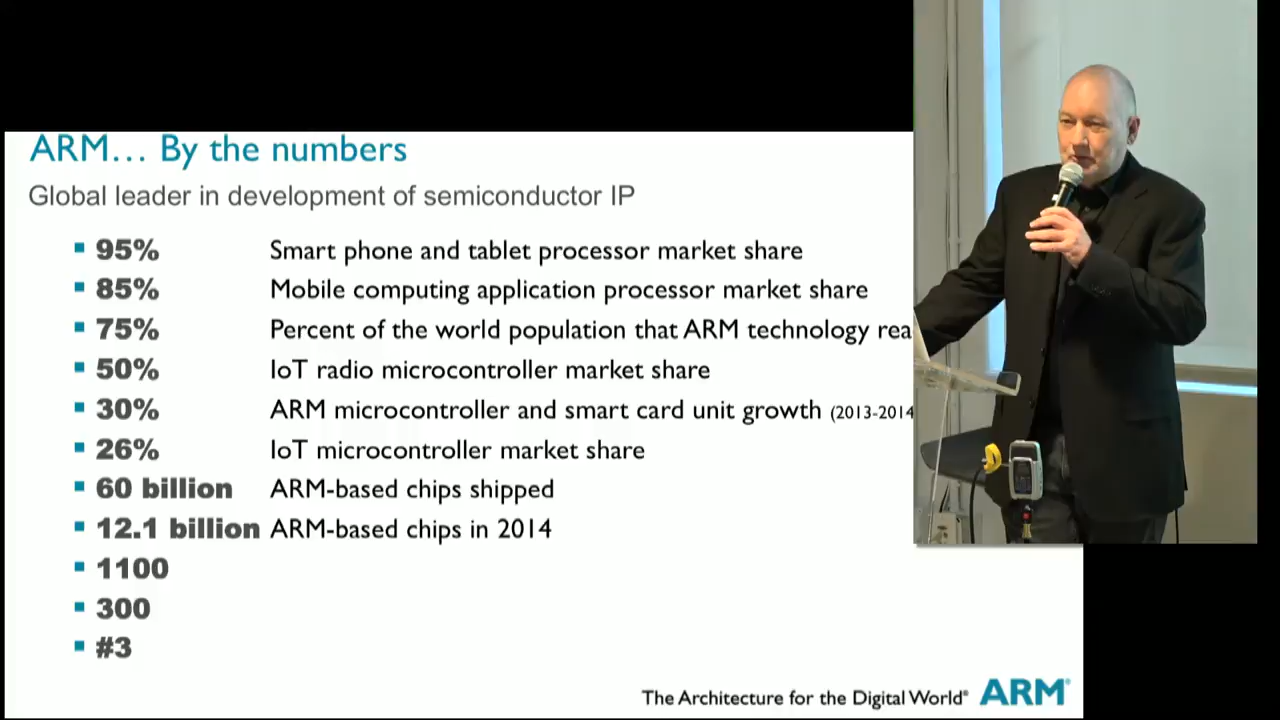 ARM... By the numbers
Global leader in development of semiconductor IP
95% Smart phone and tablet processor market share
85% Mobile computing application processor market share
75% Percent of the world population that ARM technology rea
50% IoT radio microcontroller market share
30% ARM microcontroller and smart card unit growth (2013-2014
26% IoT microcontroller market share
60 billion ARM-based chips shipped
12.1 billion ARM-based chips in 2014
1100
300
#3
The Architecture for the Digital World® ARM®